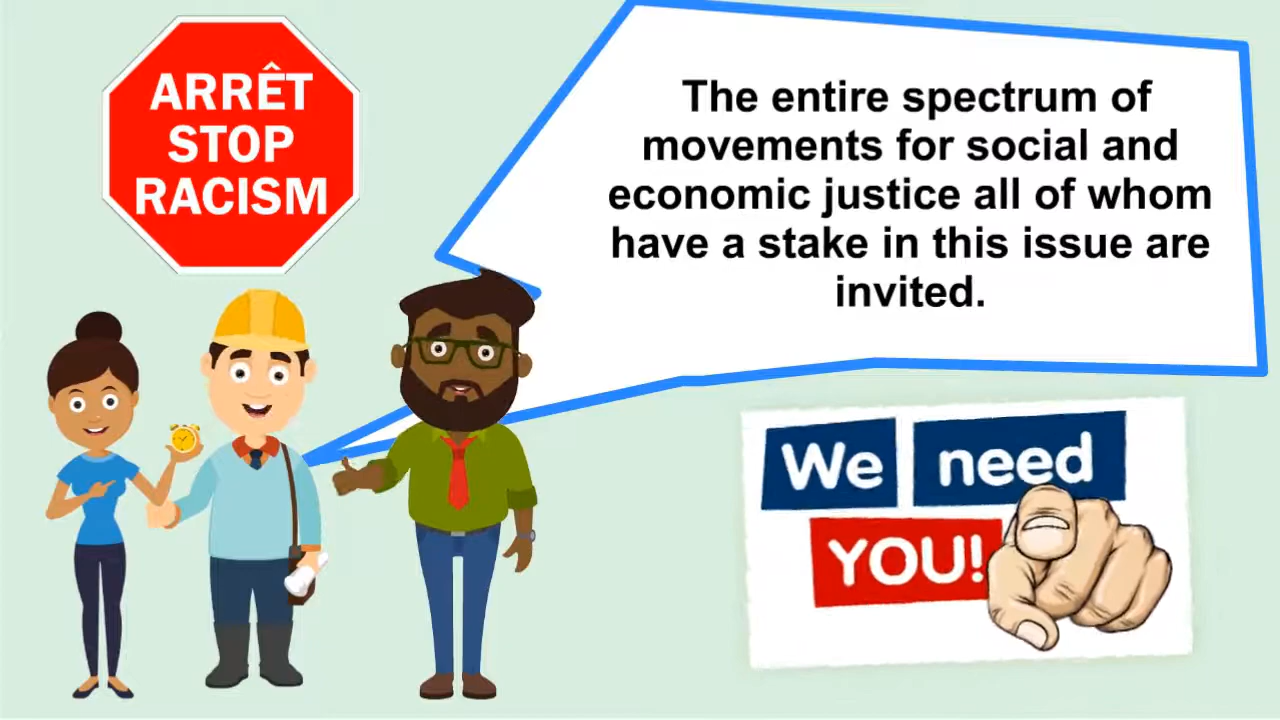 ARRÊT
STOP
RACISM
The entire spectrum of
movements for social and
economic justice all of whom
have a stake in this issue are
invited.
We need
YOU!